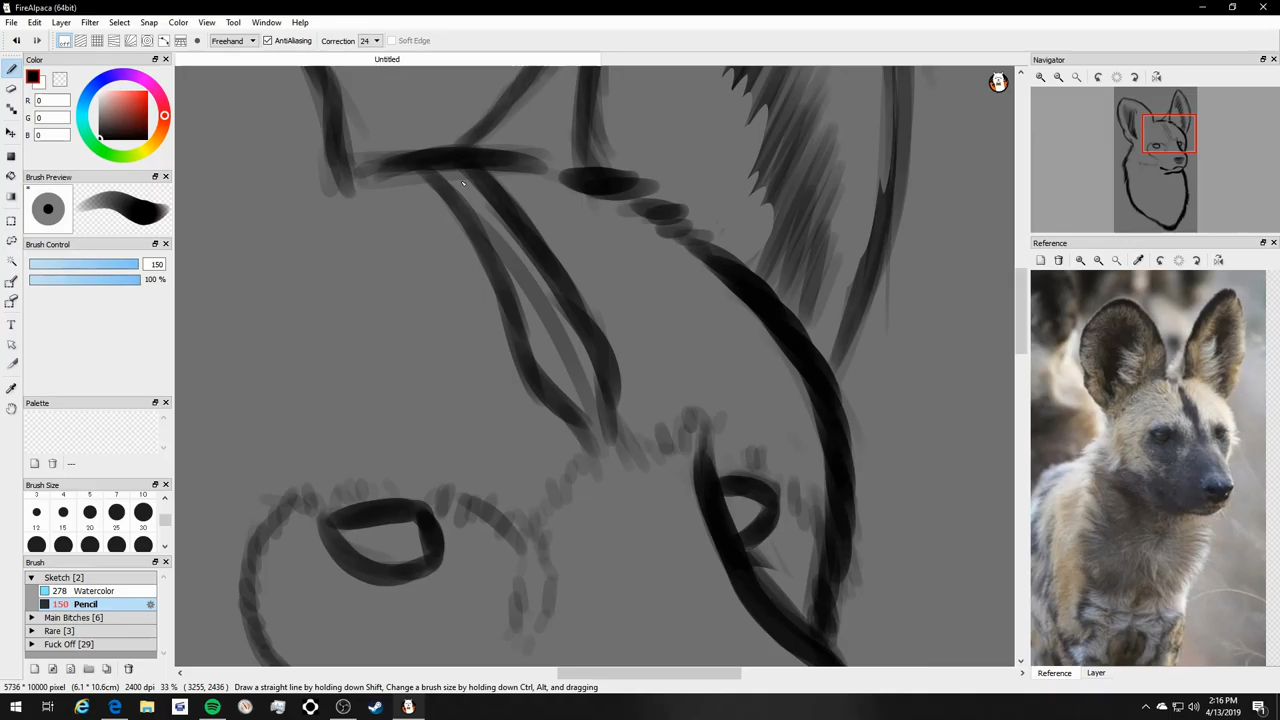 FireAlpaca (64bit)
File Edit Layer Filter Select Snap Color View Tool Window Help
off Freehand AntiAliasing Correction 24 Soft Edge
Untitled
Color
R 0
G 0
B 0
Brush Preview
Brush Control
150
100 %
Palette
---
Brush Size
3 4 5 7 10
12 15 20 25 30
Brush
Sketch [2]
278 Watercolor
150 Pencil
Main Bitches [6]
Rare [3]
Fuck Off [29]
Navigator
Reference
Reference Layer
5736 * 10000 pixel (6.1 * 10.6cm) 2400 dpi 33 % ( 3255, 2436 ) Draw a straight line by holding down Shift, Change a brush size by holding down Ctrl, Alt, and dragging
2:16 PM
4/13/2019